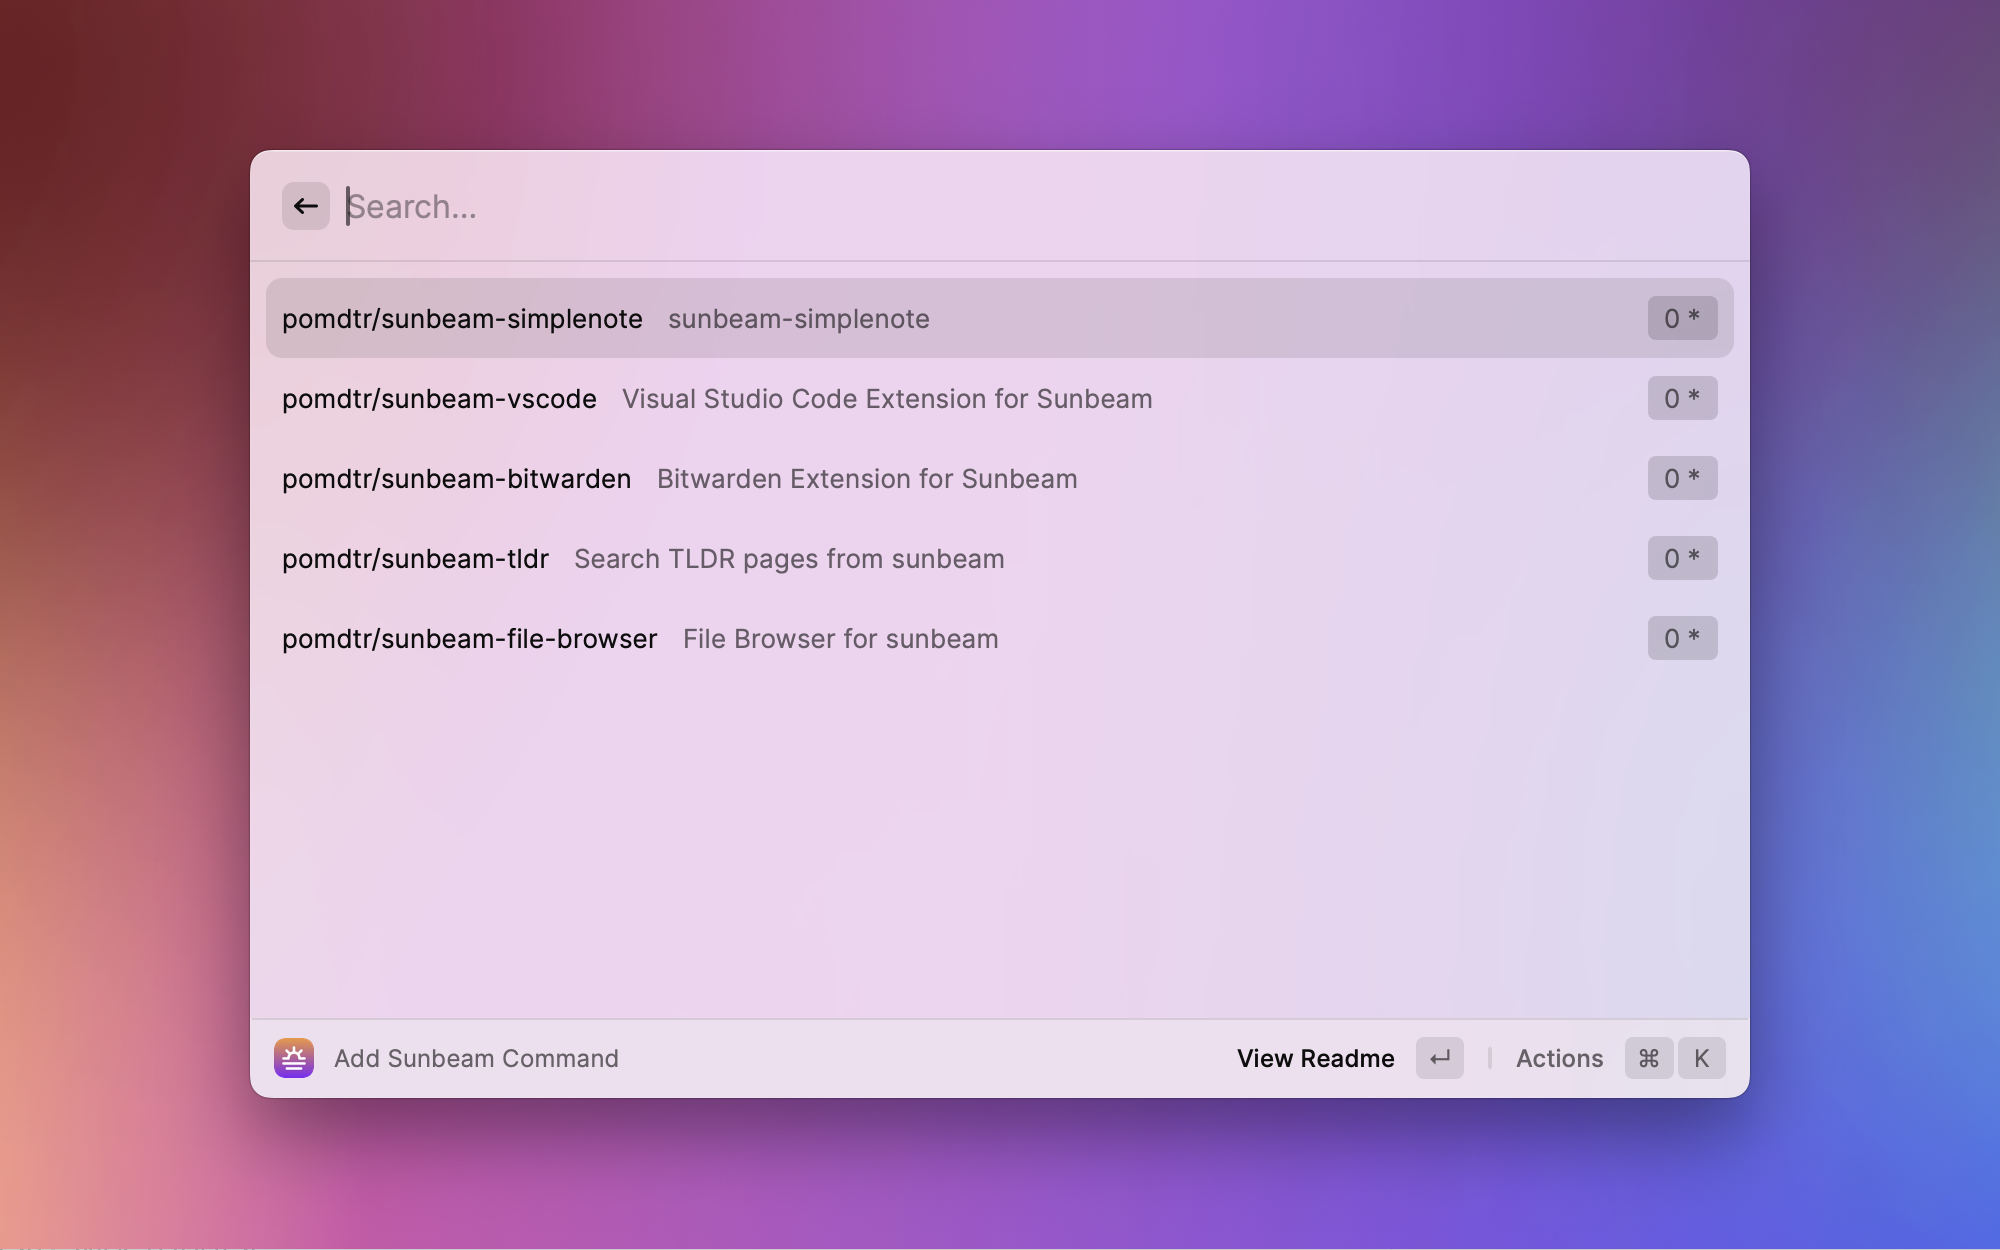 Search...
pomdtr/sunbeam-simplenote sunbeam-simplenote 0 *
pomdtr/sunbeam-vscode Visual Studio Code Extension for Sunbeam 0 *
pomdtr/sunbeam-bitwarden Bitwarden Extension for Sunbeam 0 *
pomdtr/sunbeam-tldr Search TLDR pages from sunbeam 0 *
pomdtr/sunbeam-file-browser File Browser for sunbeam 0 *
Add Sunbeam Command View Readme ↵ Actions ⌘ K